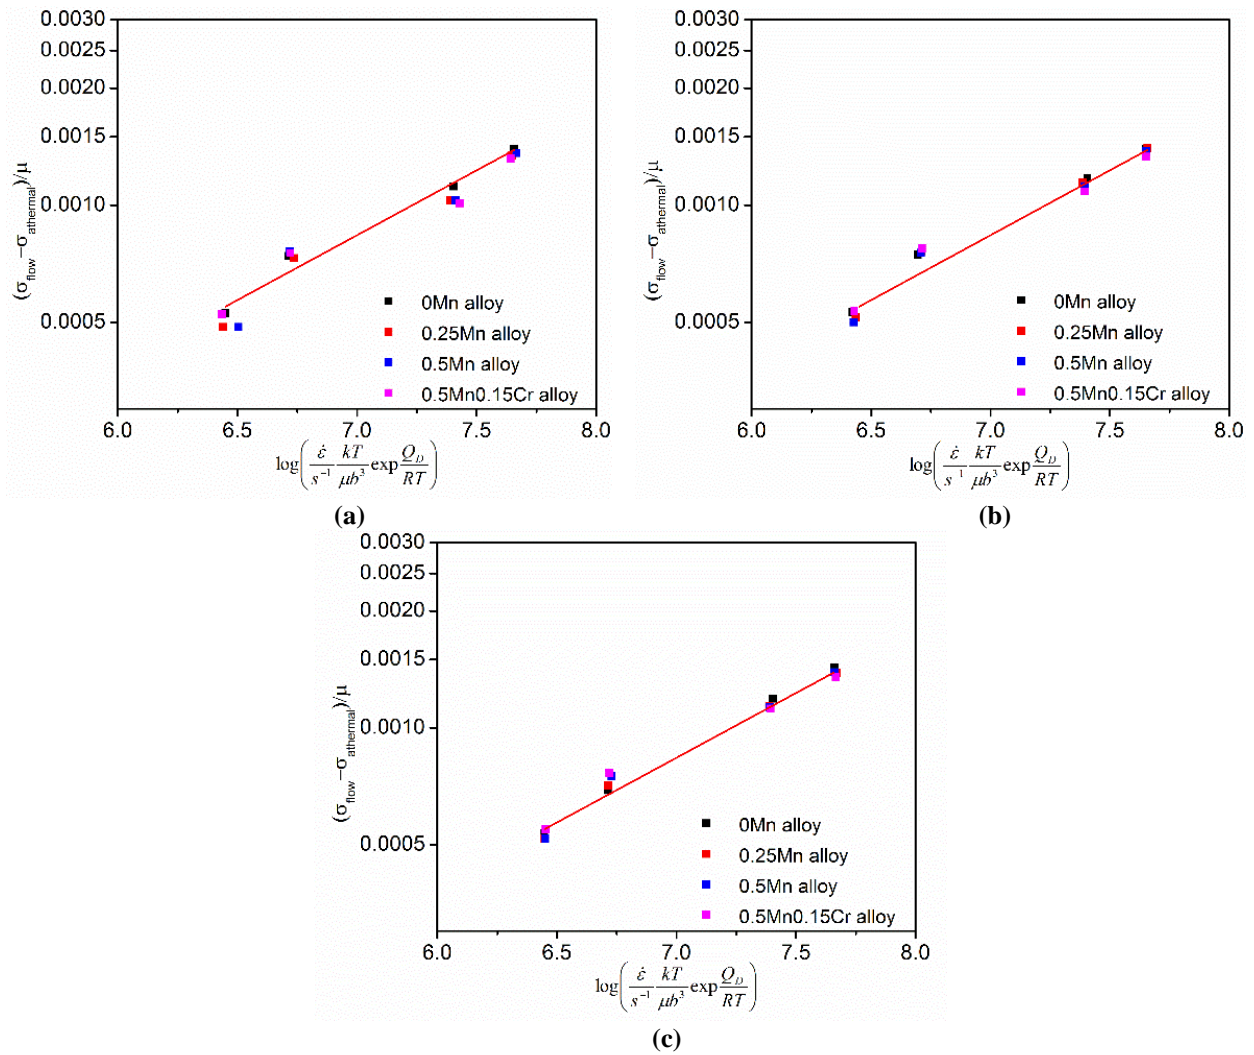 0.0030
0.0025
0.0020
0.0015
0.0010
0.0005
(σflow−σathermal)/μ
0Mn alloy
0.25Mn alloy
0.5Mn alloy
0.5Mn0.15Cr alloy
6.0 6.5 7.0 7.5 8.0
log(ε̇/s⁻¹ kT/μb³ exp Q_D/RT)
(a)
0.0030
0.0025
0.0020
0.0015
0.0010
0.0005
(σflow−σathermal)/μ
0Mn alloy
0.25Mn alloy
0.5Mn alloy
0.5Mn0.15Cr alloy
6.0 6.5 7.0 7.5 8.0
log(ε̇/s⁻¹ kT/μb³ exp Q_D/RT)
(b)
0.0030
0.0025
0.0020
0.0015
0.0010
0.0005
(σflow−σathermal)/μ
0Mn alloy
0.25Mn alloy
0.5Mn alloy
0.5Mn0.15Cr alloy
6.0 6.5 7.0 7.5 8.0
log(ε̇/s⁻¹ kT/μb³ exp Q_D/RT)
(c)